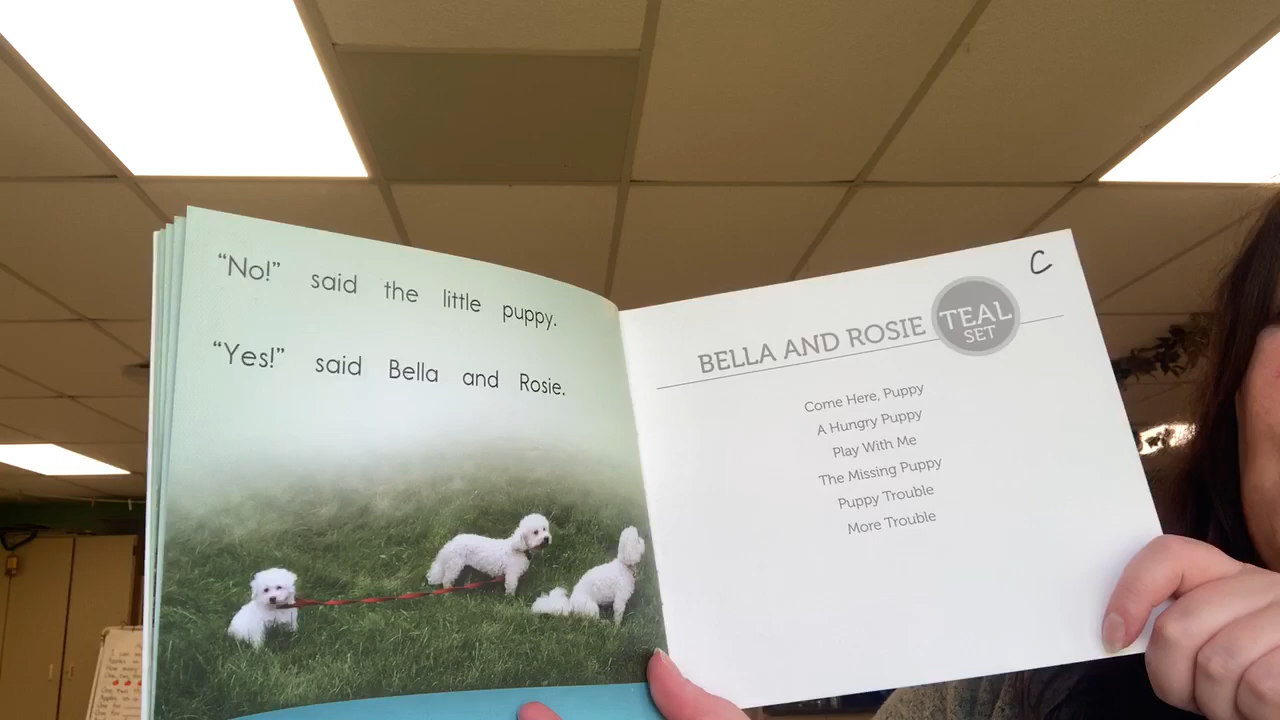 “No!” said the little puppy.
“Yes!” said Bella and Rosie.
C
BELLA AND ROSIE TEAL SET
Come Here, Puppy
A Hungry Puppy
Play With Me
The Missing Puppy
Puppy Trouble
More Trouble